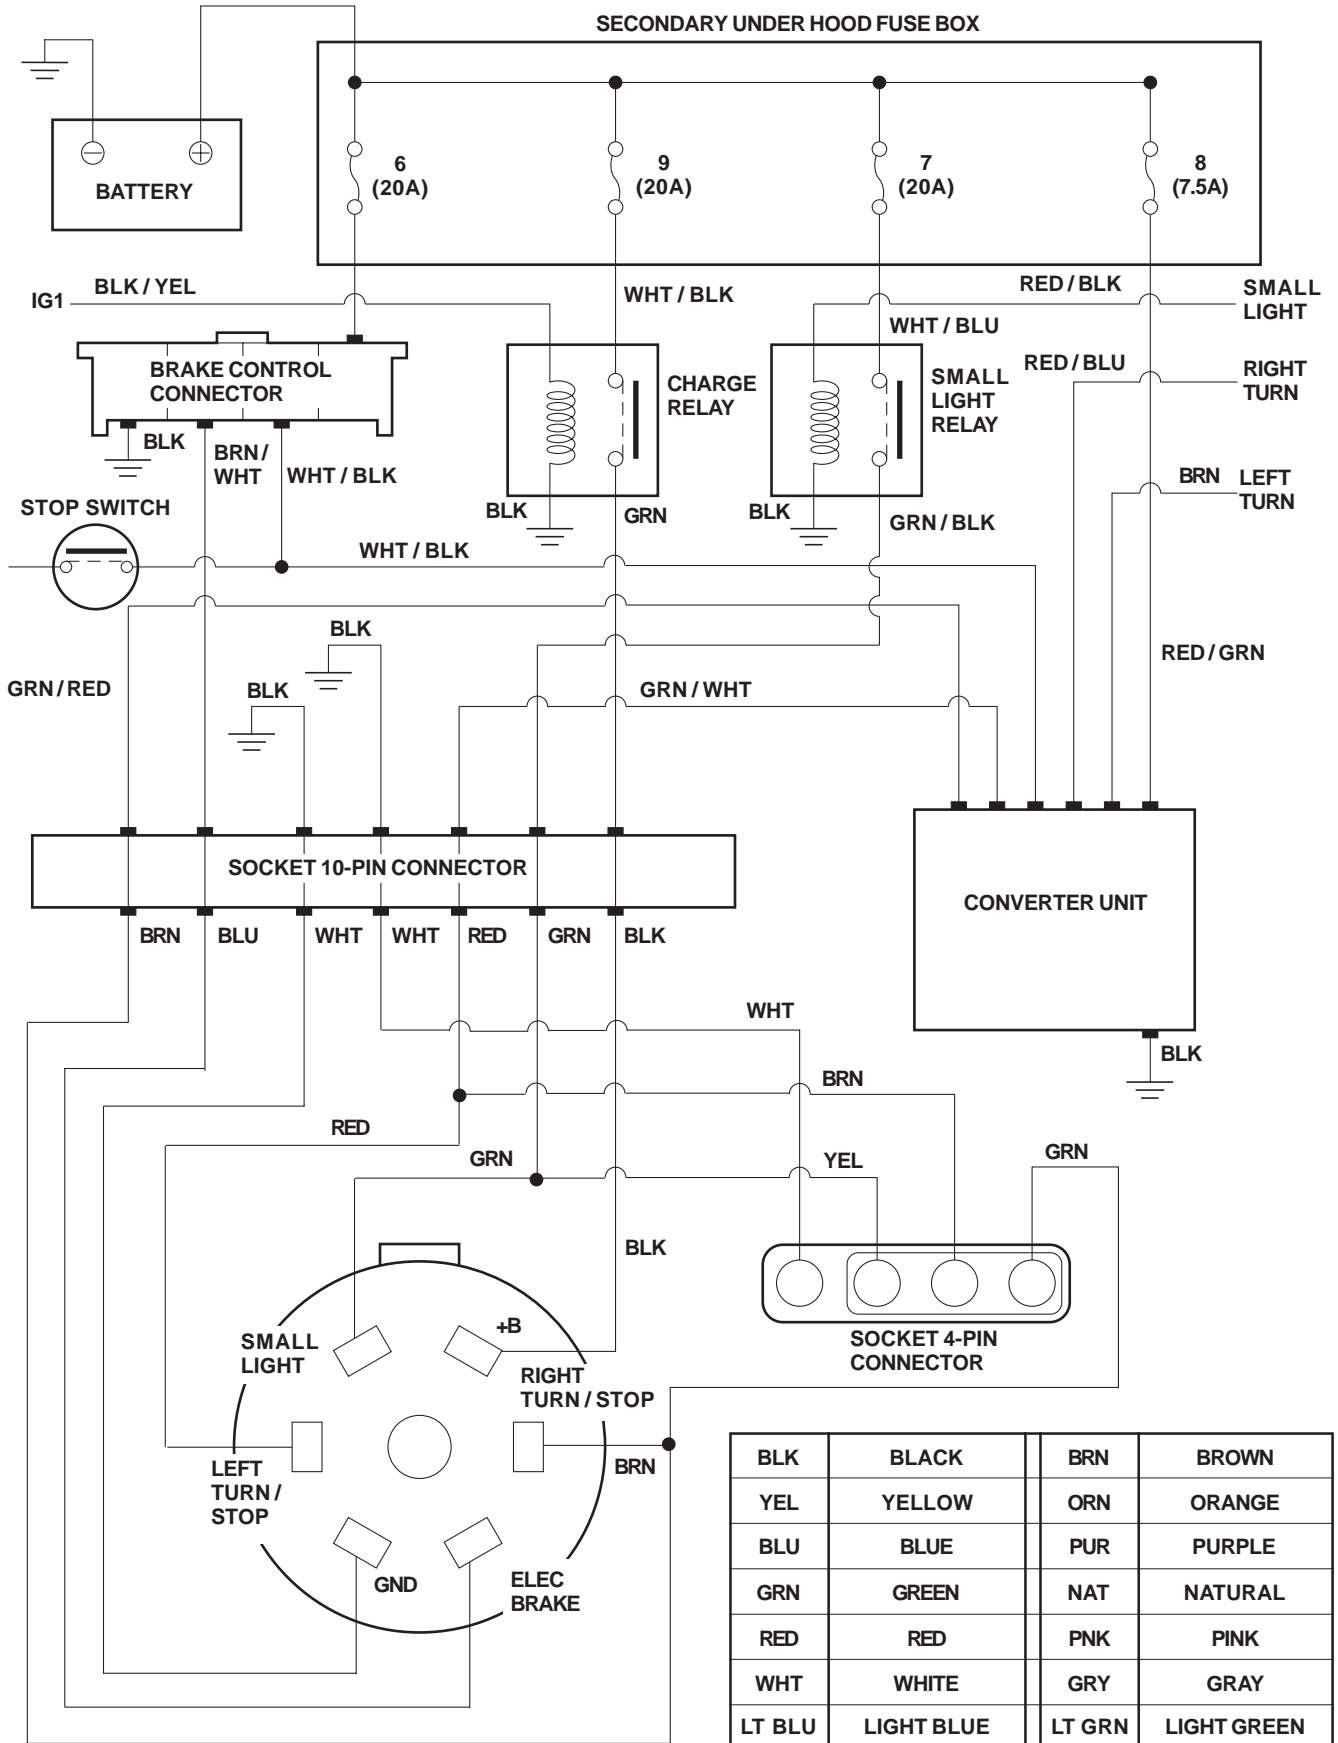 SECONDARY UNDER HOOD FUSE BOX
BATTERY
6
(20A)
9
(20A)
7
(20A)
8
(7.5A)
IG1
BLK / YEL
WHT / BLK
RED / BLK
SMALL
LIGHT
WHT / BLU
BRAKE CONTROL
CONNECTOR
CHARGE
RELAY
SMALL
LIGHT
RELAY
RED / BLU
RIGHT
TURN
BLK
BRN /
WHT
WHT / BLK
BRN
LEFT
TURN
STOP SWITCH
BLK
GRN
BLK
GRN / BLK
WHT / BLK
BLK
GRN / RED
BLK
GRN / WHT
RED / GRN
SOCKET 10-PIN CONNECTOR
CONVERTER UNIT
BRN
BLU
WHT
WHT
RED
GRN
BLK
WHT
BLK
BRN
RED
GRN
YEL
GRN
BLK
SMALL
LIGHT
+B
RIGHT
TURN / STOP
SOCKET 4-PIN
CONNECTOR
LEFT
TURN /
STOP
BRN
GND
ELEC
BRAKE
BLK BLACK BRN BROWN
YEL YELLOW ORN ORANGE
BLU BLUE PUR PURPLE
GRN GREEN NAT NATURAL
RED RED PNK PINK
WHT WHITE GRY GRAY
LT BLU LIGHT BLUE LT GRN LIGHT GREEN